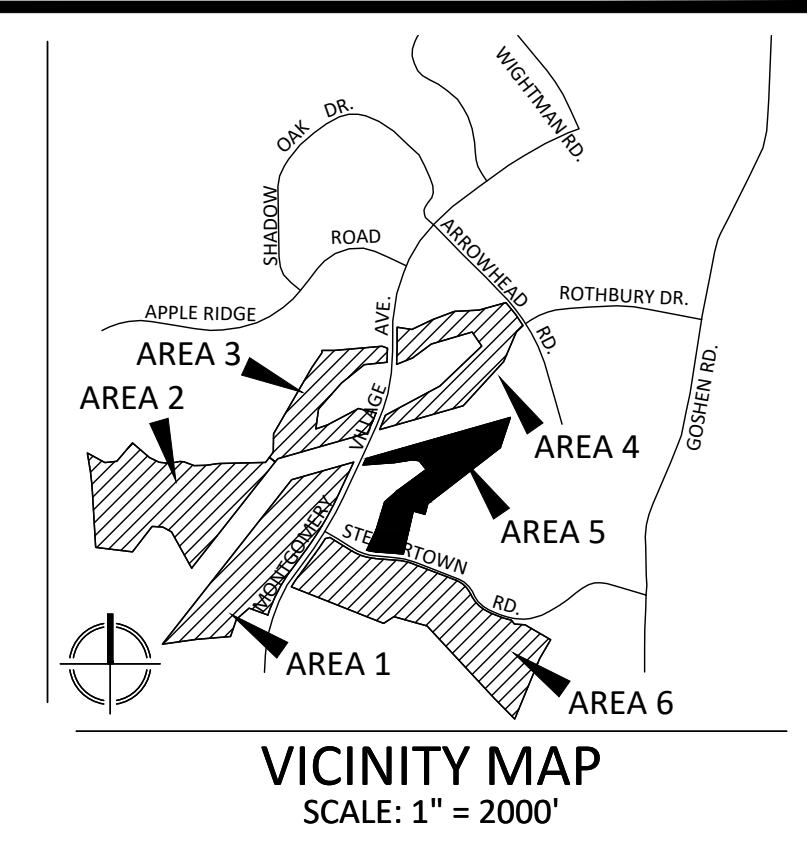 WIGHTMAN RD.
OAK DR.
SHADOW
ROAD
APPLE RIDGE
ARROWHEAD RD.
ROTHBURY DR.
GOSHEN RD.
AREA 3
AREA 2
MONTGOMERY VILLAGE AVE.
AREA 4
AREA 5
RTOWN RD.
AREA 1
AREA 6
VICINITY MAP
SCALE: 1" = 2000'